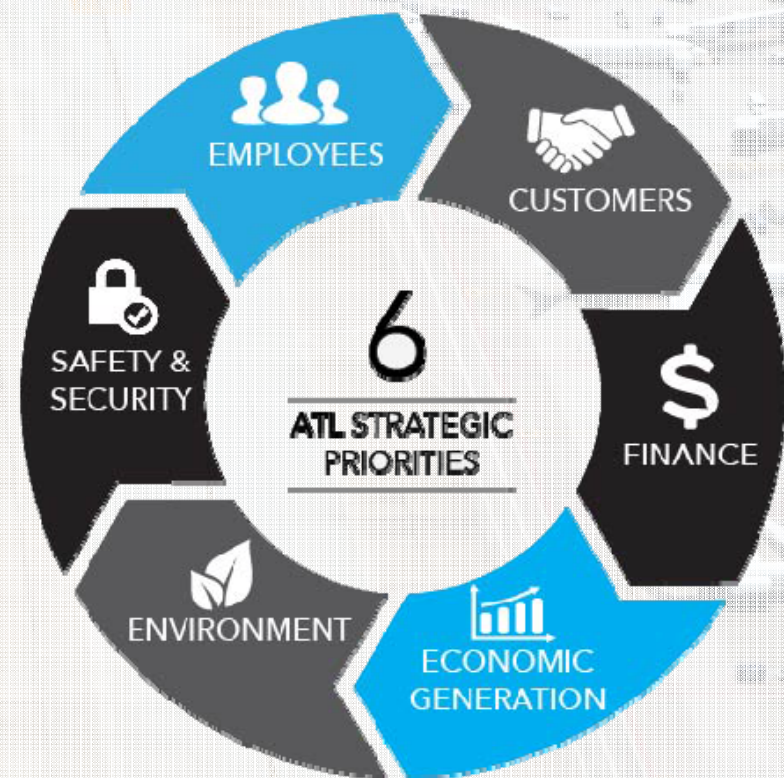 EMPLOYEES
CUSTOMERS
SAFETY &
SECURITY
6
ATL STRATEGIC
PRIORITIES
$
FINANCE
ENVIRONMENT
ECONOMIC
GENERATION